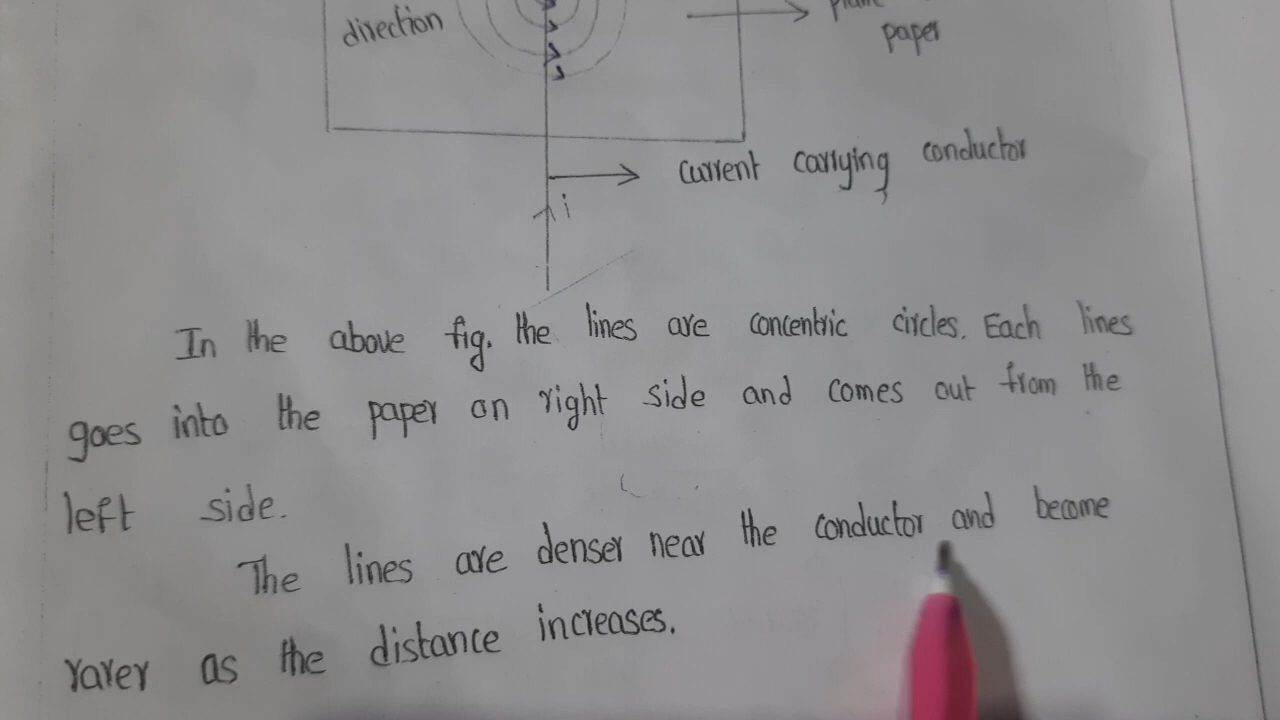 direction
paper
current carrying conductor
i
In the above fig. the lines are concentric circles. Each lines
goes into the paper on right side and comes out from the
left side.
The lines are denser near the conductor and become
rarer as the distance increases.